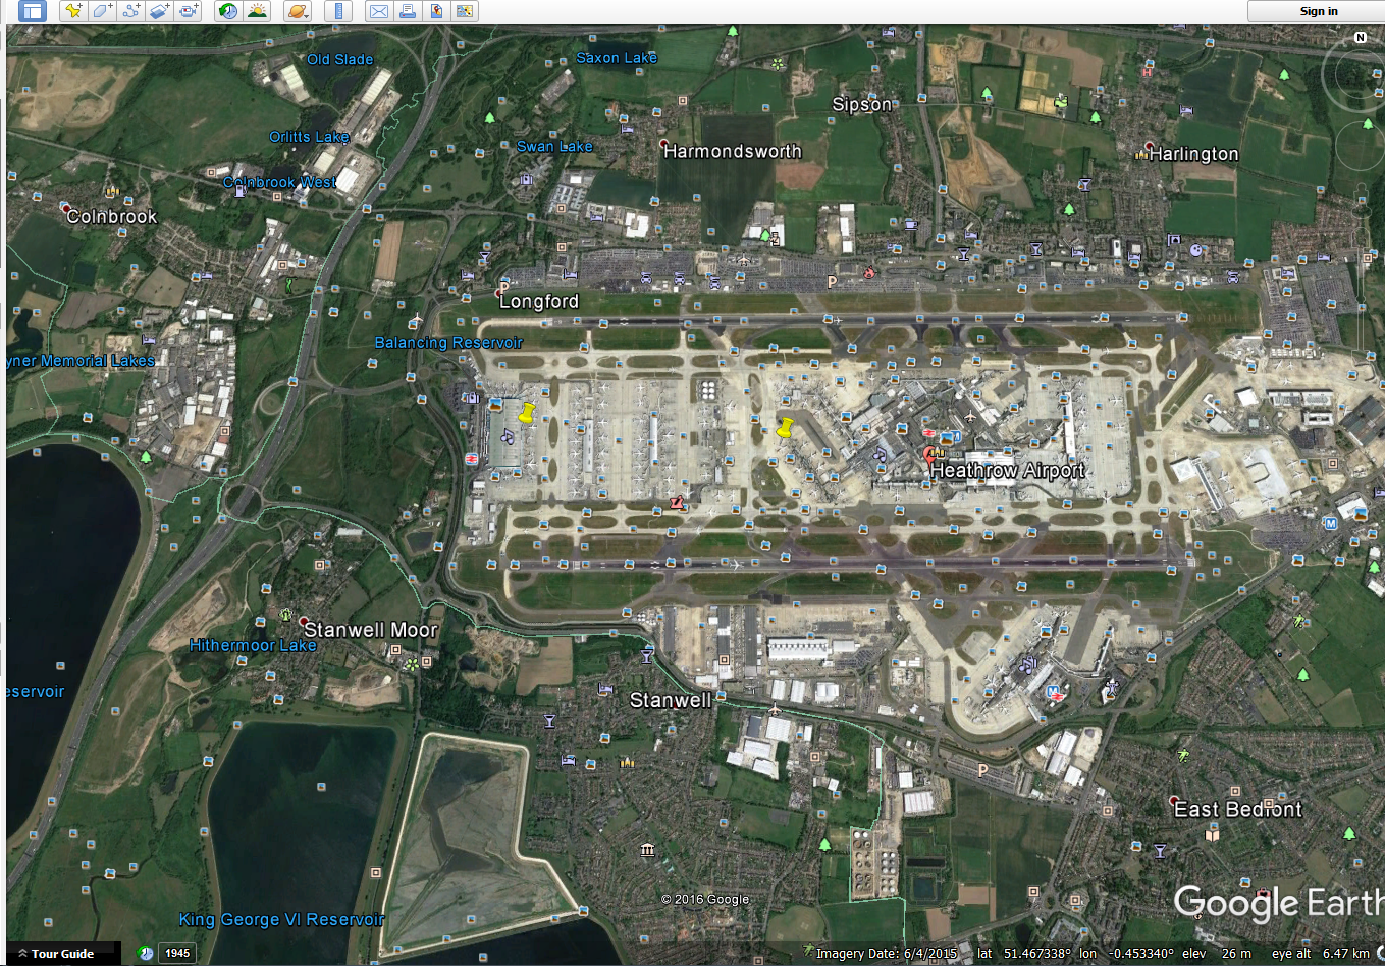 Sign in
N
Old Slade
Saxon Lake
Sipson
Orlitts Lake
Swan Lake
Harmondsworth
Harlington
Colnbrook West
Colnbrook
P
Longford
P
Balancing Reservoir
yner Memorial Lakes
Heathrow Airport
M
Stanwell Moor
Hithermoor Lake
eservoir
M
Stanwell
P
East Bedfont
© 2016 Google
Google Earth
King George VI Reservoir
Tour Guide
1945
Imagery Date: 6/4/2015 lat 51.467338° lon -0.453340° elev 26 m eye alt 6.47 km